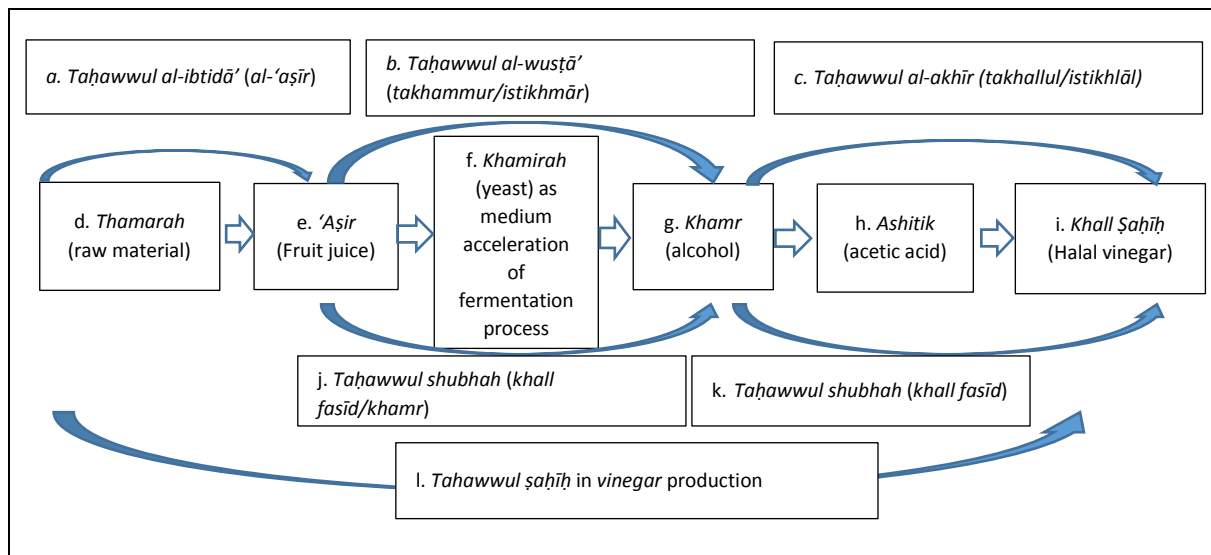 a. Taḥawwul al-ibtidā’ (al-‘aṣīr)
b. Taḥawwul al-wusṭā’
(takhammur/istikhmār)
c. Taḥawwul al-akhīr (takhallul/istikhlāl)
d. Thamarah
(raw material)
e. ‘Aṣir
(Fruit juice)
f. Khamirah
(yeast) as
medium
acceleration
of
fermentation
process
g. Khamr
(alcohol)
h. Ashitik
(acetic acid)
i. Khall Ṣaḥīḥ
(Halal vinegar)
j. Taḥawwul shubhah (khall
fasīd/khamr)
k. Taḥawwul shubhah (khall fasīd)
l. Tahawwul ṣaḥīḥ in vinegar production